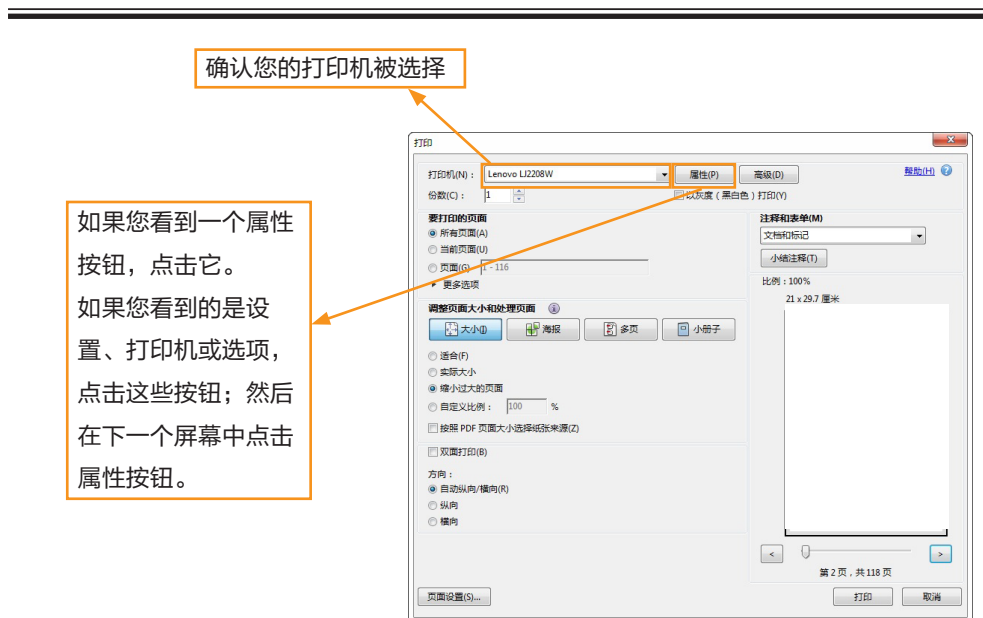 确认您的打印机被选择
如果您看到一个属性
按钮，点击它。
如果您看到的是设
置、打印机或选项，
点击这些按钮；然后
在下一个屏幕中点击
属性按钮。
打印
打印机(N)： Lenovo LJ2208W 属性(P) 高级(D) 帮助(H)
份数(C)： 1 以灰度（黑白色）打印(Y)
要打印的页面
所有页面(A)
当前页面(U)
页面(G) 1 - 116
更多选项
调整页面大小和处理页面
大小(I) 海报 多页 小册子
适合(F)
实际大小
缩小过大的页面
自定义比例： 100 %
按照 PDF 页面大小选择纸张来源(Z)
双面打印(B)
方向：
自动纵向/横向(R)
纵向
横向
注释和表单(M)
文档和标记
小结注释(T)
比例：100%
21 x 29.7 厘米
< >
第 2 页，共 118 页
页面设置(S)... 打印 取消